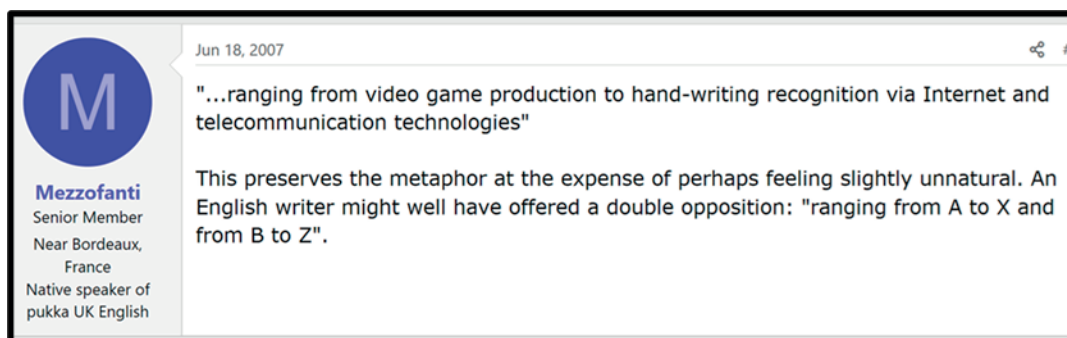 M
Mezzofanti
Senior Member
Near Bordeaux,
France
Native speaker of
pukka UK English
Jun 18, 2007
#
"...ranging from video game production to hand-writing recognition via Internet and
telecommunication technologies"
This preserves the metaphor at the expense of perhaps feeling slightly unnatural. An
English writer might well have offered a double opposition: "ranging from A to X and
from B to Z".